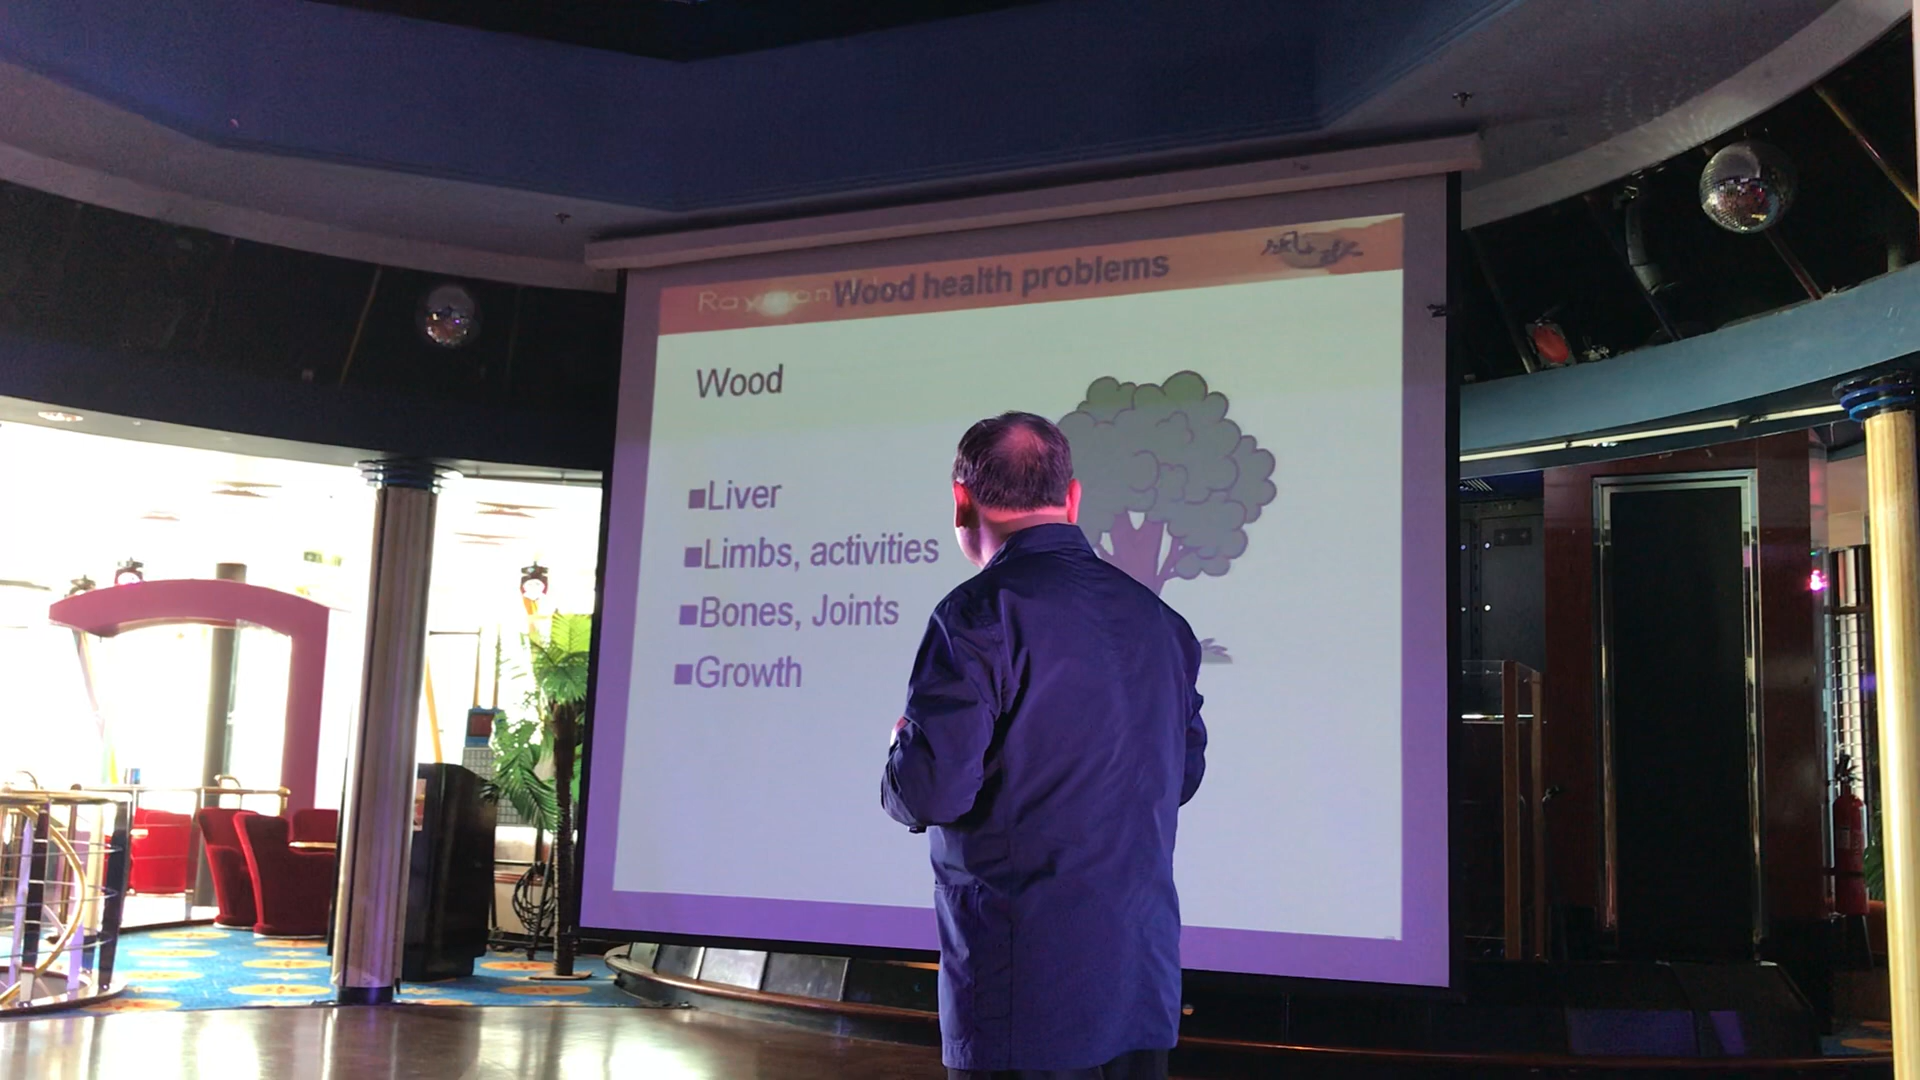 Wood health problems
Wood
■Liver
■Limbs, activities
■Bones, Joints
■Growth